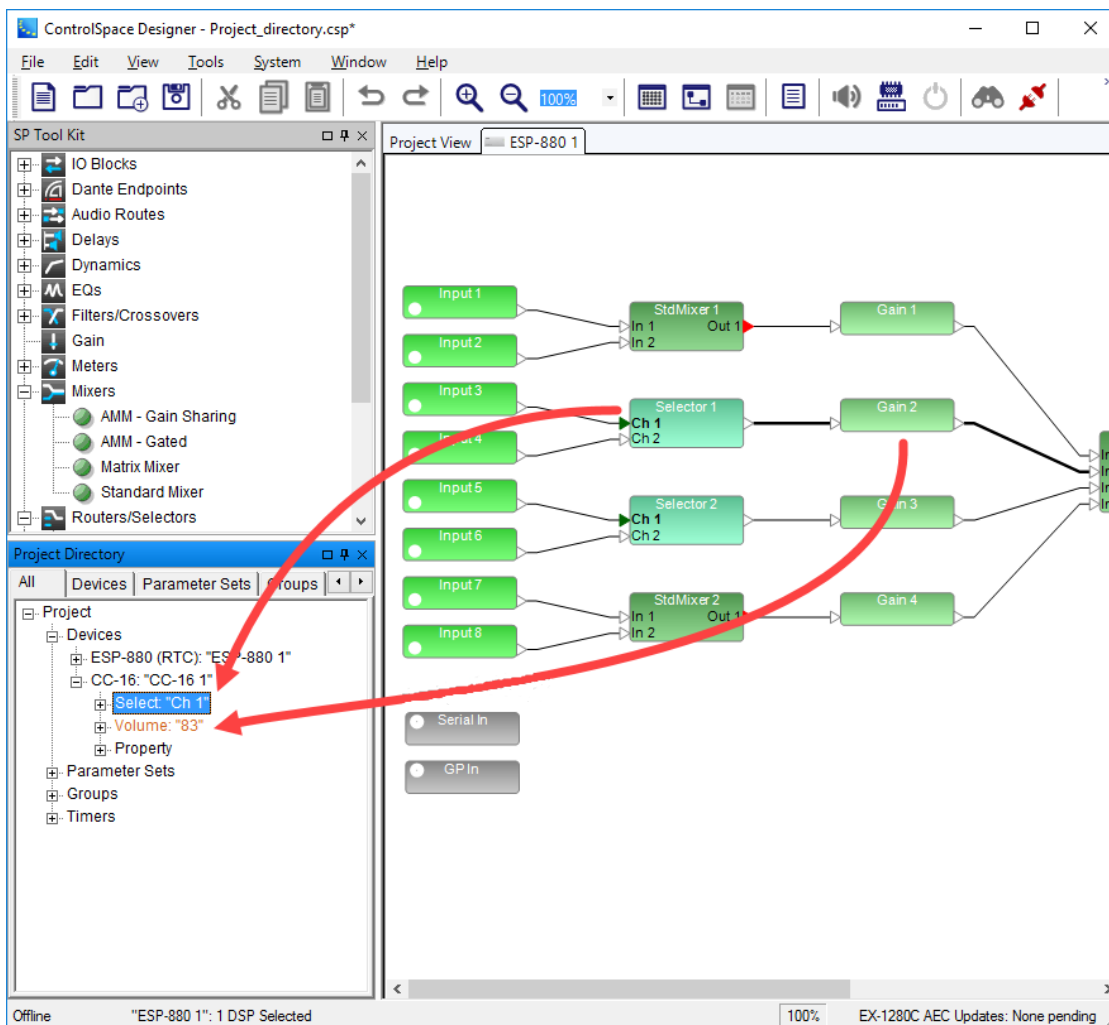 ControlSpace Designer - Project_directory.csp*
File Edit View Tools System Window Help
100%
SP Tool Kit
IO Blocks
Dante Endpoints
Audio Routes
Delays
Dynamics
EQs
Filters/Crossovers
Gain
Meters
Mixers
AMM - Gain Sharing
AMM - Gated
Matrix Mixer
Standard Mixer
Routers/Selectors
Project Directory
All Devices Parameter Sets Groups
Project
Devices
ESP-880 (RTC): "ESP-880 1"
CC-16: "CC-16 1"
Select: "Ch 1"
Volume: "83"
Property
Parameter Sets
Groups
Timers
Project View ESP-880 1
Input 1
Input 2
Input 3
Input 4
Input 5
Input 6
Input 7
Input 8
StdMixer 1
In 1 Out 1
In 2
Selector 1
Ch 1
Ch 2
Selector 2
Ch 1
Ch 2
StdMixer 2
In 1 Out 1
In 2
Gain 1
Gain 2
Gain 3
Gain 4
In
In
In
In
Serial In
GP In
Offline "ESP-880 1": 1 DSP Selected 100% EX-1280C AEC Updates: None pending